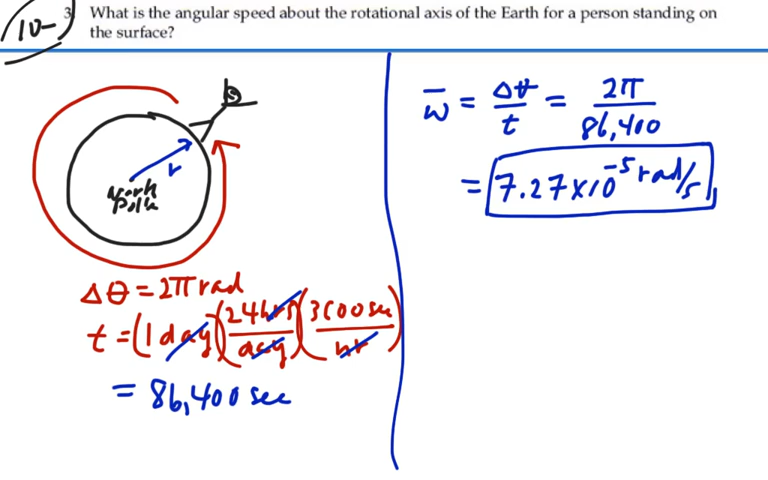 10-
3 What is the angular speed about the rotational axis of the Earth for a person standing on
the surface?
r
North
Pole
Δθ = 2π rad
t = (1 day)(24 hrs/day)(3600 sec/hr)
= 86,400 sec
ω̄ = Δθ/t = 2π/86,400
= 7.27×10⁻⁵ rad/s